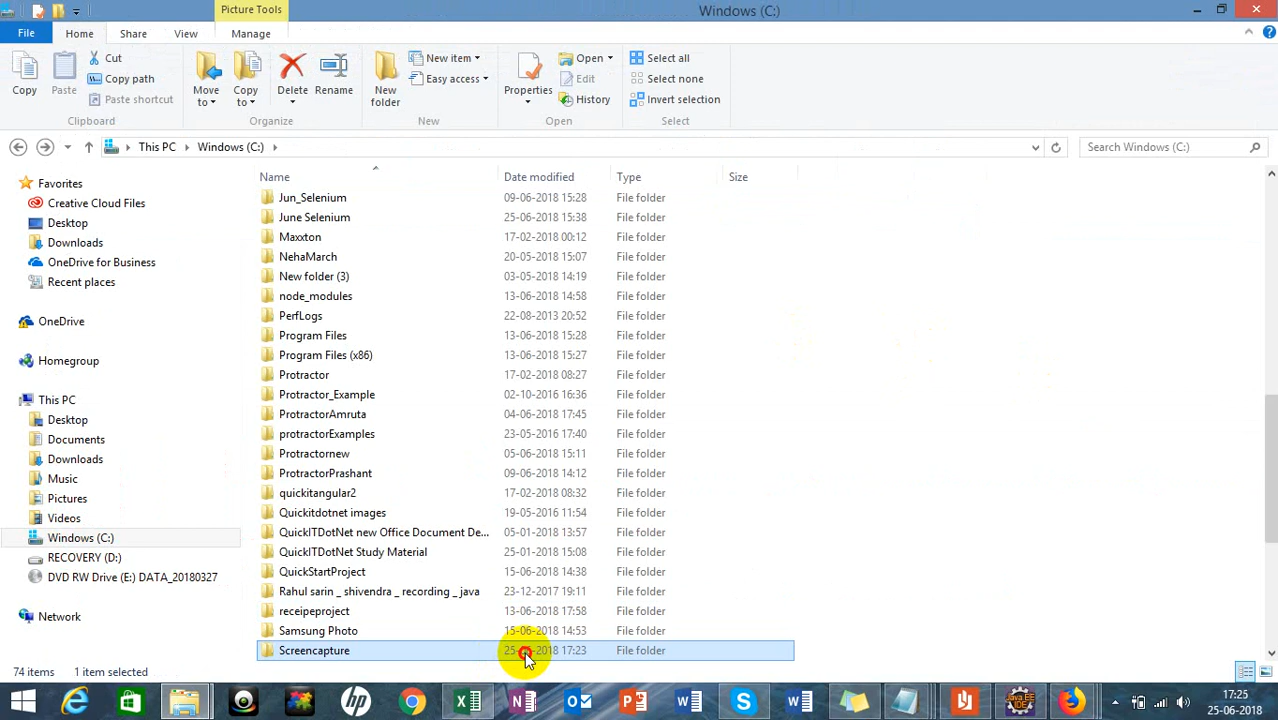 Picture Tools
Windows (C:)
File Home Share View Manage
Copy
Paste
Cut
Copy path
Paste shortcut
Clipboard
Move to
Copy to
Delete
Rename
Organize
New folder
New item
Easy access
New
Properties
Open
Edit
History
Open
Select all
Select none
Invert selection
Select
This PC Windows (C:)
Search Windows (C:)
Favorites
Creative Cloud Files
Desktop
Downloads
OneDrive for Business
Recent places
OneDrive
Homegroup
This PC
Desktop
Documents
Downloads
Music
Pictures
Videos
Windows (C:)
RECOVERY (D:)
DVD RW Drive (E:) DATA_20180327
Network
Name Date modified Type Size
Jun_Selenium 09-06-2018 15:28 File folder
June Selenium 25-06-2018 15:38 File folder
Maxxton 17-02-2018 00:12 File folder
NehaMarch 20-05-2018 15:07 File folder
New folder (3) 03-05-2018 14:19 File folder
node_modules 13-06-2018 14:58 File folder
PerfLogs 22-08-2013 20:52 File folder
Program Files 13-06-2018 15:28 File folder
Program Files (x86) 13-06-2018 15:27 File folder
Protractor 17-02-2018 08:27 File folder
Protractor_Example 02-10-2016 16:36 File folder
ProtractorAmruta 04-06-2018 17:45 File folder
protractorExamples 23-05-2016 17:40 File folder
Protractornew 05-06-2018 15:11 File folder
ProtractorPrashant 09-06-2018 14:12 File folder
quickitangular2 17-02-2018 08:32 File folder
Quickitdotnet images 19-05-2016 11:54 File folder
QuickITDotNet new Office Document De... 05-01-2018 13:57 File folder
QuickITDotNet Study Material 25-01-2018 15:08 File folder
QuickStartProject 15-06-2018 14:38 File folder
Rahul sarin _ shivendra _ recording _ java 23-12-2017 19:11 File folder
receipeproject 13-06-2018 17:58 File folder
Samsung Photo 15-06-2018 14:53 File folder
Screencapture 2018 17:23 File folder
74 items 1 item selected
17:25
25-06-2018